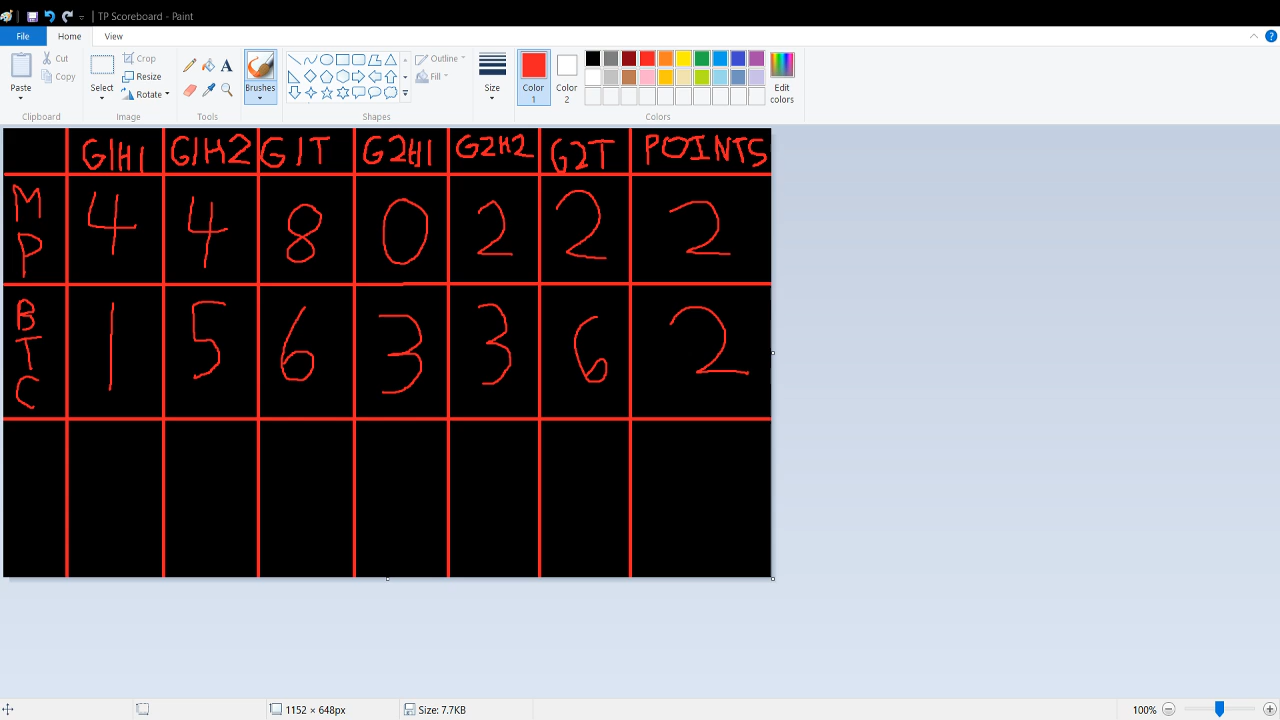 TP Scoreboard - Paint
File Home View
Paste Cut Copy Clipboard
Select Crop Resize Rotate Image
Tools
Brushes
Outline Fill Shapes
Size
Color 1 Color 2 Edit colors Colors
G1H1 G1H2 G1T G2H1 G2H2 G2T POINTS
MP 4 4 8 0 2 2 2
BTC 1 5 6 3 3 6 2
1152 × 648px Size: 7.7KB 100%